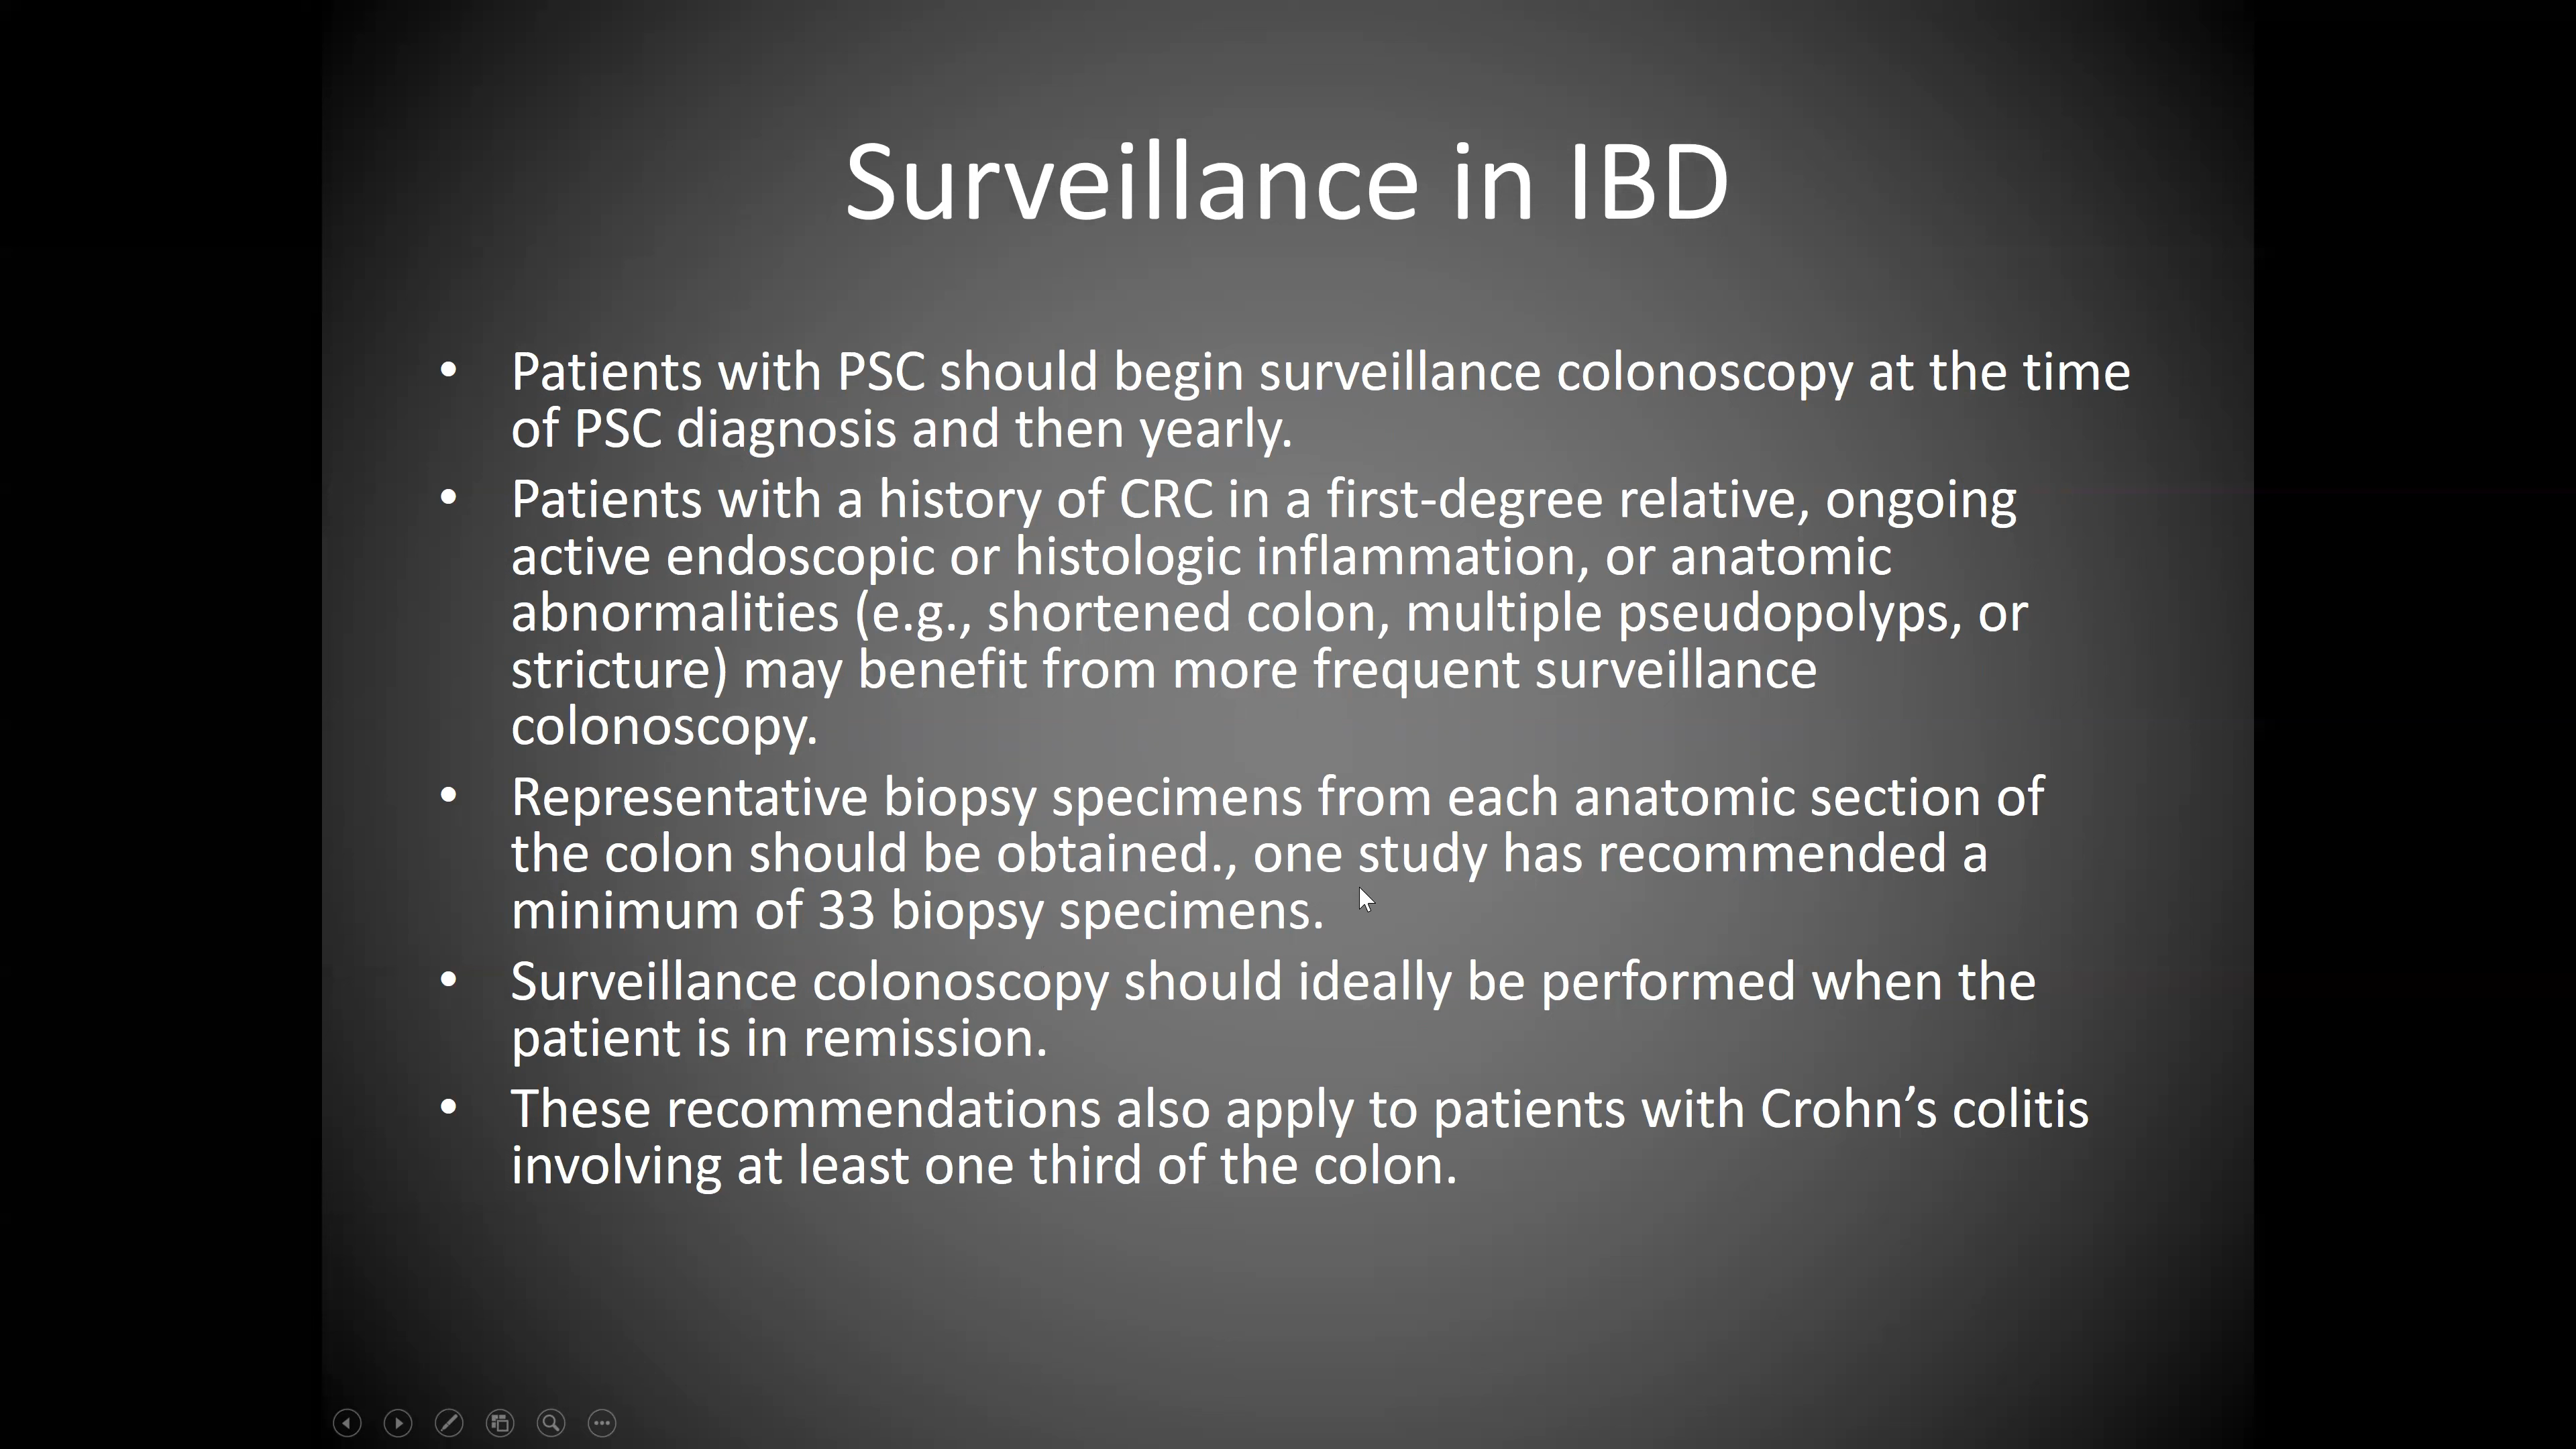 Surveillance in IBD
• Patients with PSC should begin surveillance colonoscopy at the time
of PSC diagnosis and then yearly.
• Patients with a history of CRC in a first-degree relative, ongoing
active endoscopic or histologic inflammation, or anatomic
abnormalities (e.g., shortened colon, multiple pseudopolyps, or
stricture) may benefit from more frequent surveillance
colonoscopy.
• Representative biopsy specimens from each anatomic section of
the colon should be obtained., one study has recommended a
minimum of 33 biopsy specimens.
• Surveillance colonoscopy should ideally be performed when the
patient is in remission.
• These recommendations also apply to patients with Crohn’s colitis
involving at least one third of the colon.